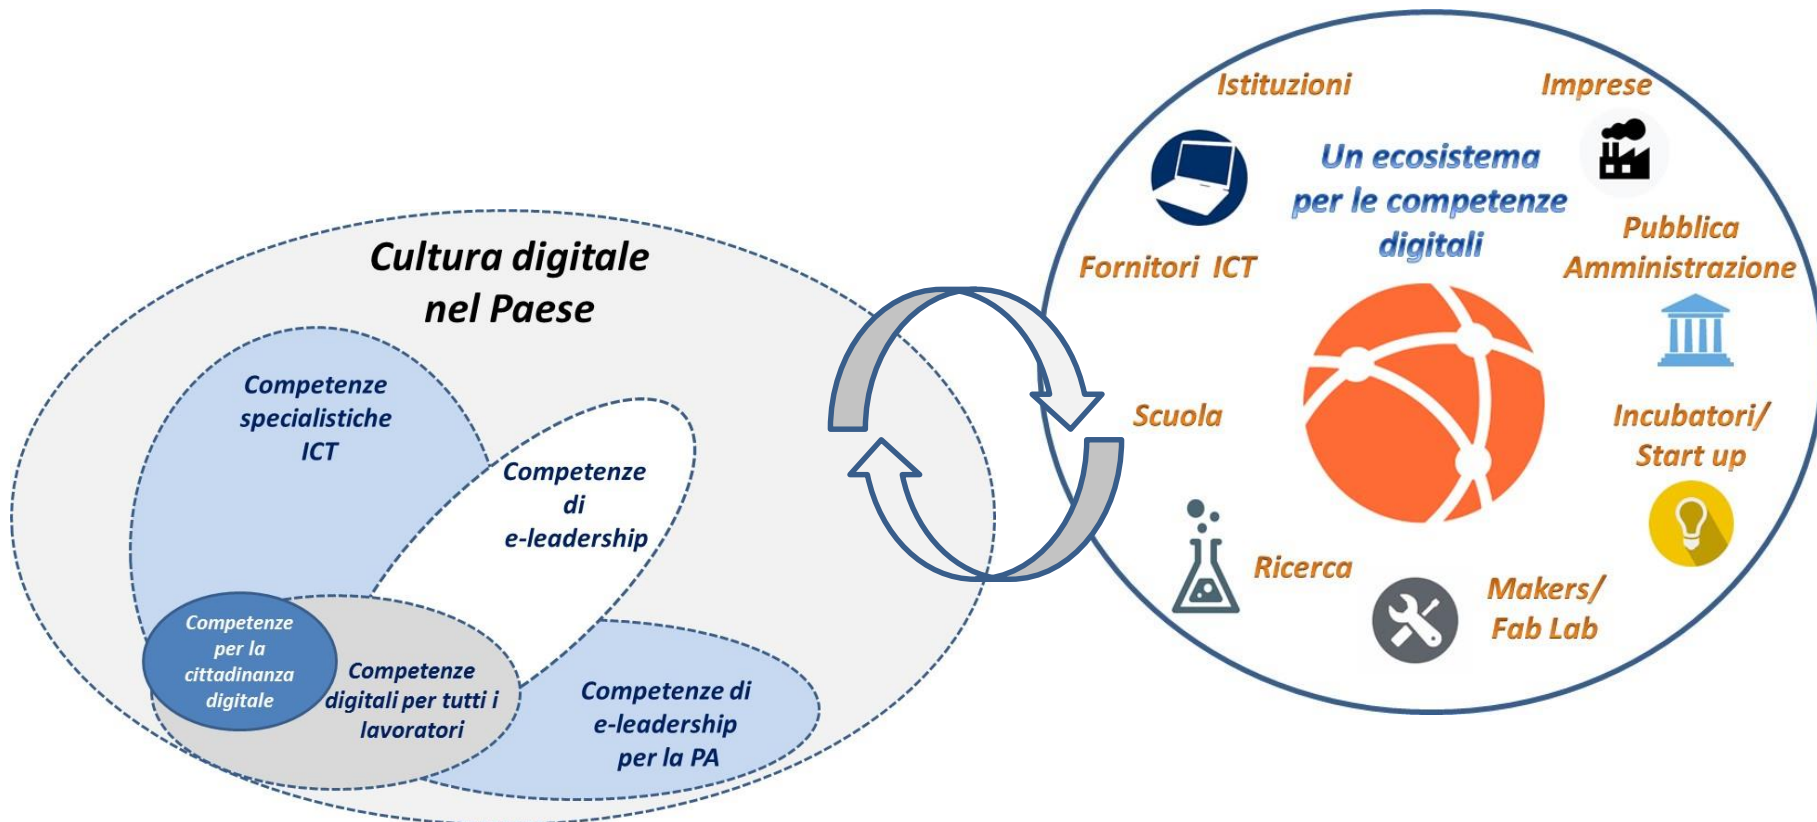 Cultura digitale
nel Paese
Competenze
specialistiche
ICT
Competenze
di
e-leadership
Competenze
per la
cittadinanza
digitale
Competenze
digitali per tutti i
lavoratori
Competenze di
e-leadership
per la PA
Istituzioni
Imprese
Un ecosistema
per le competenze
digitali
Fornitori ICT
Pubblica
Amministrazione
Scuola
Incubatori/
Start up
Ricerca
Makers/
Fab Lab